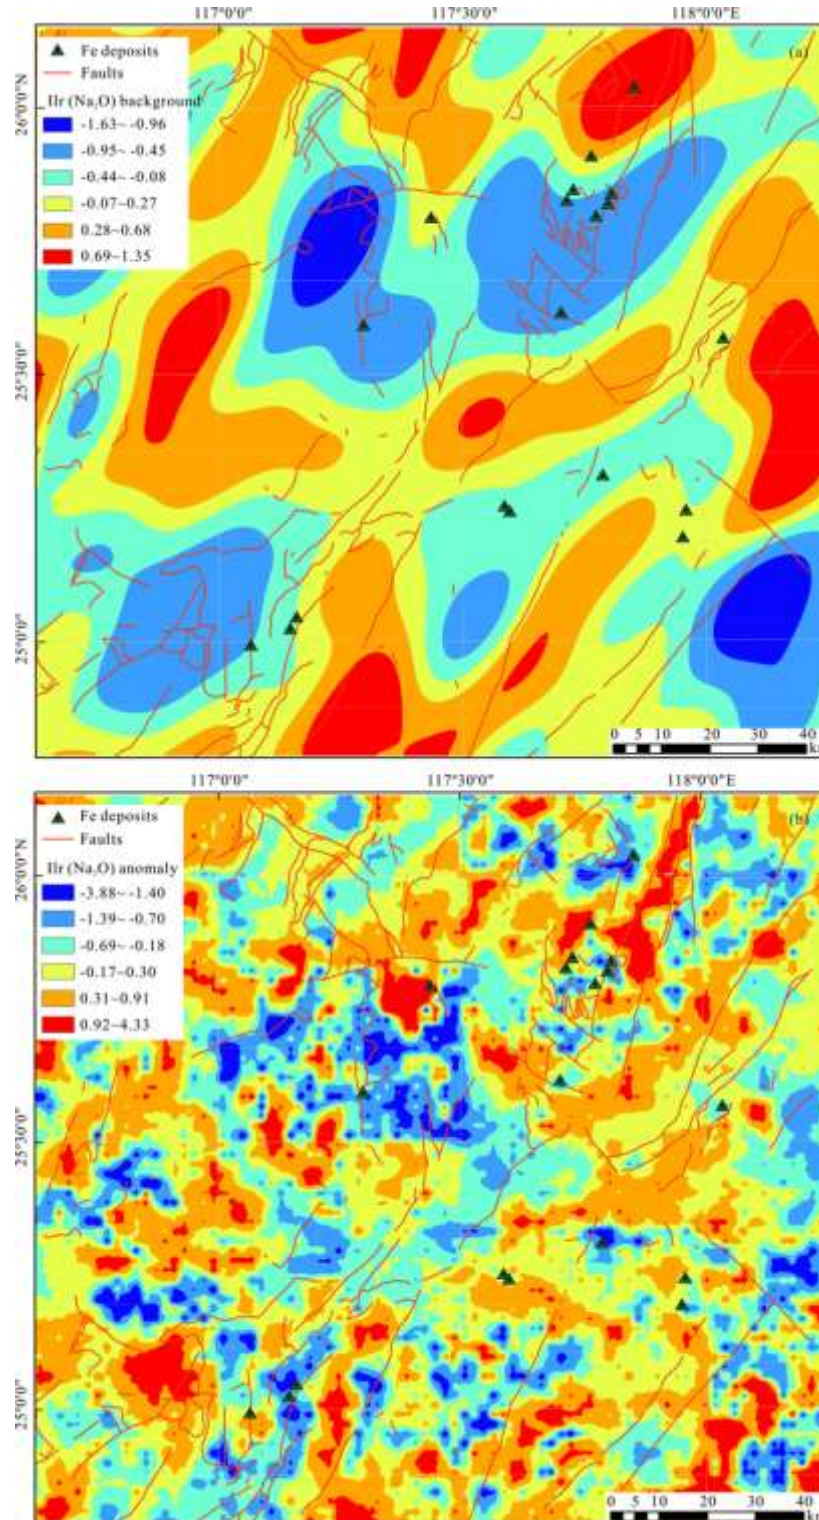 117°0'0" 117°30'0" 118°0'0"E
(a)
Fe deposits
Faults
Ilr (Na₂O) background
-1.63~ -0.96
-0.95~ -0.45
-0.44~ -0.08
-0.07~0.27
0.28~0.68
0.69~1.35
26°0'0"N
25°30'0"
25°0'0"
0 5 10 20 30 40
km
117°0'0" 117°30'0" 118°0'0"E
(b)
Fe deposits
Faults
Ilr (Na₂O) anomaly
-3.88~ -1.40
-1.39~ -0.70
-0.69~ -0.18
-0.17~0.30
0.31~0.91
0.92~4.33
26°0'0"N
25°30'0"
25°0'0"
0 5 10 20 30 40